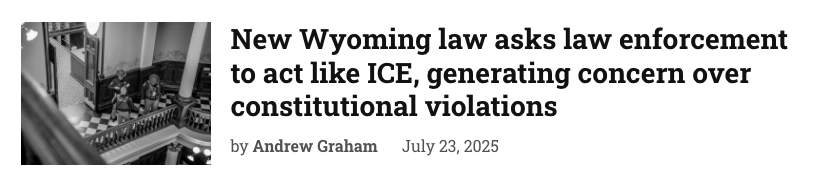 New Wyoming law asks law enforcement
to act like ICE, generating concern over
constitutional violations
by Andrew Graham July 23, 2025